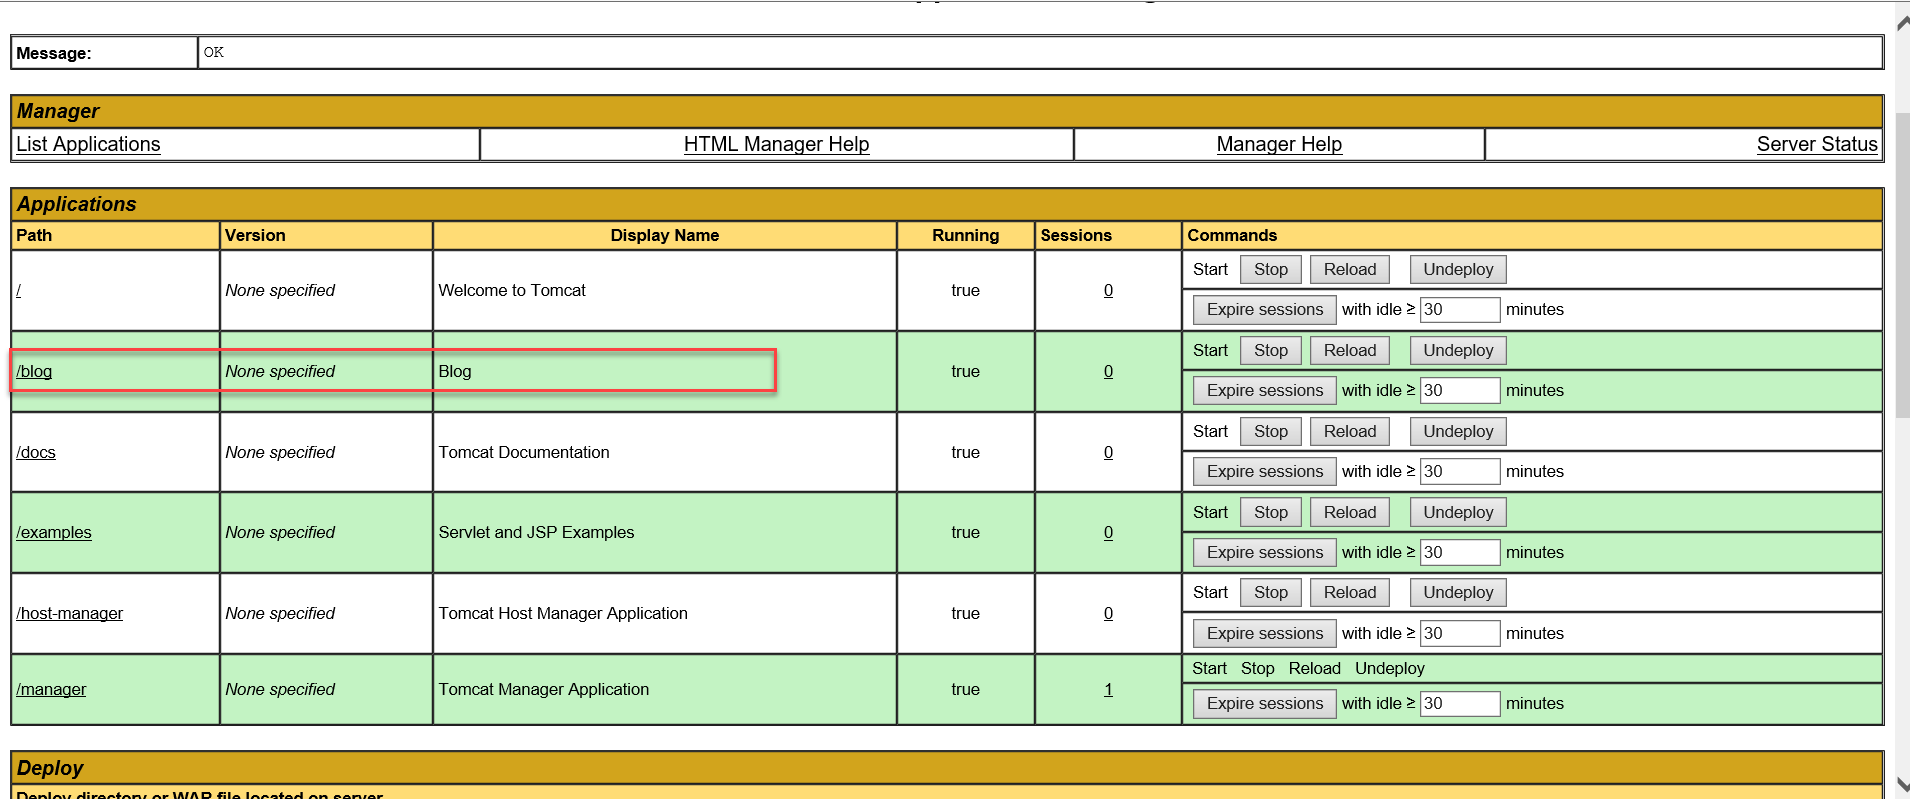 Message: OK
Manager
List Applications HTML Manager Help Manager Help Server Status
Applications
Path Version Display Name Running Sessions Commands
/ None specified Welcome to Tomcat true 0 Start Stop Reload Undeploy
Expire sessions with idle ≥ 30 minutes
/blog None specified Blog true 0 Start Stop Reload Undeploy
Expire sessions with idle ≥ 30 minutes
/docs None specified Tomcat Documentation true 0 Start Stop Reload Undeploy
Expire sessions with idle ≥ 30 minutes
/examples None specified Servlet and JSP Examples true 0 Start Stop Reload Undeploy
Expire sessions with idle ≥ 30 minutes
/host-manager None specified Tomcat Host Manager Application true 0 Start Stop Reload Undeploy
Expire sessions with idle ≥ 30 minutes
/manager None specified Tomcat Manager Application true 1 Start Stop Reload Undeploy
Expire sessions with idle ≥ 30 minutes
Deploy
Deploy directory or WAR file located on server